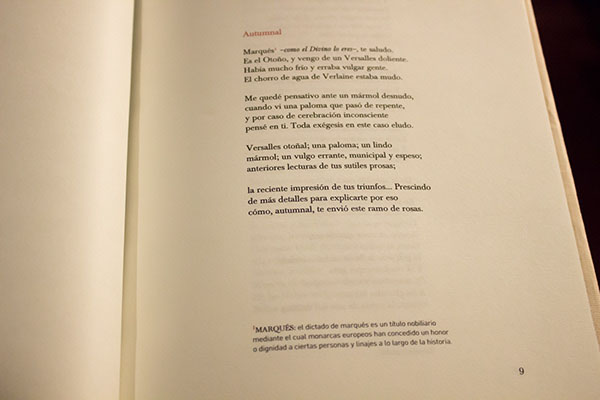 Autumnal
Marqués¹ –como el Divino lo eres–, te saludo.
Es el Otoño, y vengo de un Versalles doliente.
Había mucho frío y erraba vulgar gente.
El chorro de agua de Verlaine estaba mudo.
Me quedé pensativo ante un mármol desnudo,
cuando vi una paloma que pasó de repente,
y por caso de cerebración inconsciente
pensé en ti. Toda exégesis en este caso eludo.
Versalles otoñal; una paloma; un lindo
mármol; un vulgo errante, municipal y espeso;
anteriores lecturas de tus sutiles prosas;
la reciente impresión de tus triunfos... Prescindo
de más detalles para explicarte por eso
cómo, autumnal, te envió este ramo de rosas.
¹MARQUÉS: el dictado de marqués es un título nobiliario
mediante el cual monarcas europeos han concedido un honor
o dignidad a ciertas personas y linajes a lo largo de la historia.
9